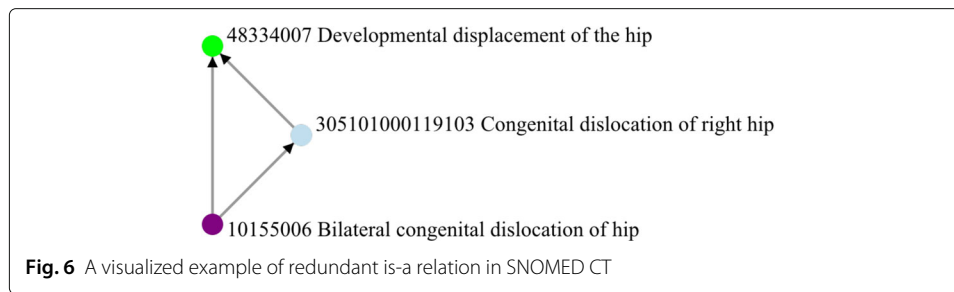 48334007 Developmental displacement of the hip
305101000119103 Congenital dislocation of right hip
10155006 Bilateral congenital dislocation of hip
Fig. 6 A visualized example of redundant is-a relation in SNOMED CT